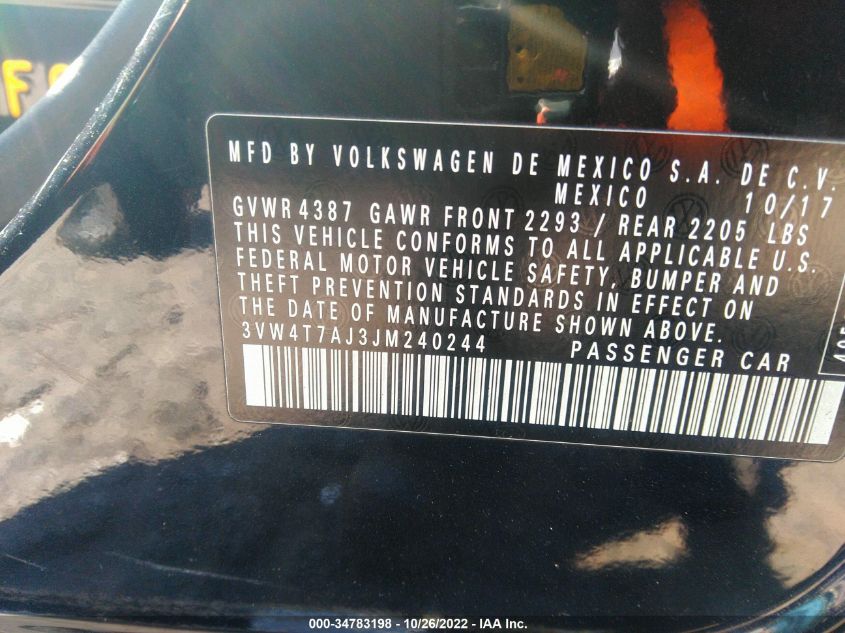 F
MFD BY VOLKSWAGEN DE MEXICO S.A. DE C.V.
MEXICO 10/17
GVWR 4387 GAWR FRONT 2293 / REAR 2205 LBS
THIS VEHICLE CONFORMS TO ALL APPLICABLE U.S.
FEDERAL MOTOR VEHICLE SAFETY, BUMPER AND
THEFT PREVENTION STANDARDS IN EFFECT ON
THE DATE OF MANUFACTURE SHOWN ABOVE.
3VW4T7AJ3JM240244 PASSENGER CAR
405
000-34783198 - 10/26/2022 - IAA Inc.